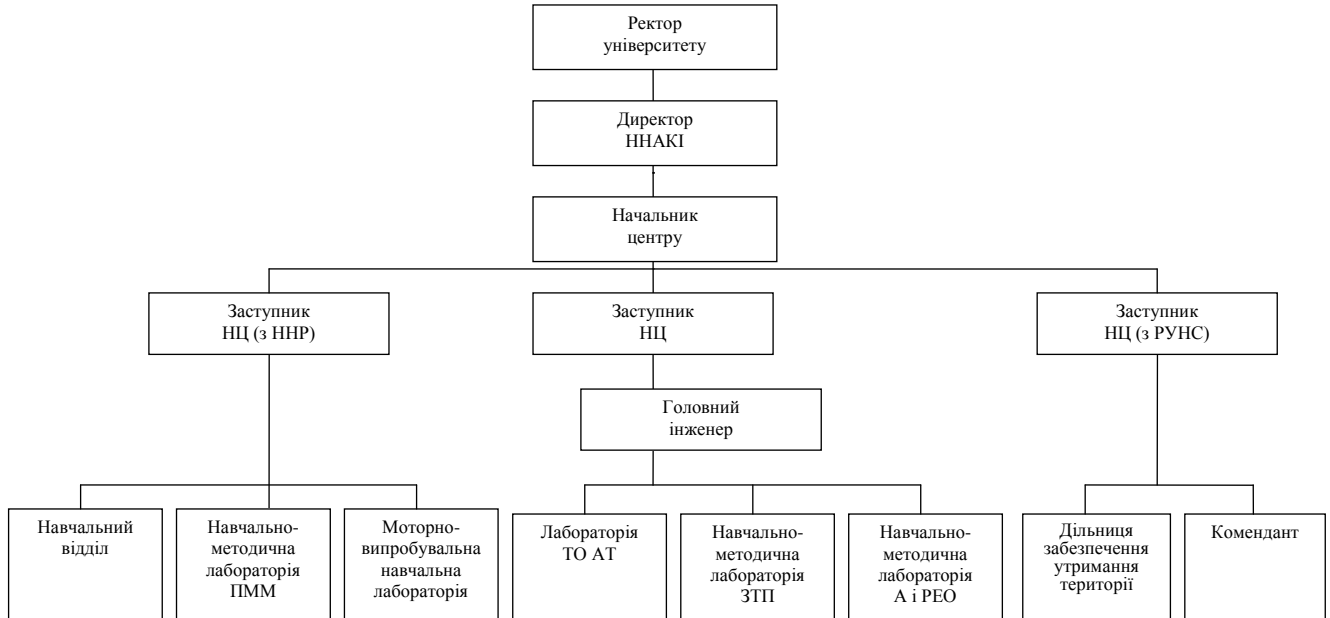 Ректор
університету
Директор
ННАКІ
Начальник
центру
Заступник
НЦ (з ННР)
Заступник
НЦ
Заступник
НЦ (з РУНС)
Головний
інженер
Навчальний
відділ
Навчально-
методична
лабораторія
ПММ
Моторно-
випробувальна
навчальна
лабораторія
Лабораторія
ТО АТ
Навчально-
методична
лабораторія
ЗТП
Навчально-
методична
лабораторія
А і РЕО
Дільниця
забезпечення
утримання
території
Комендант